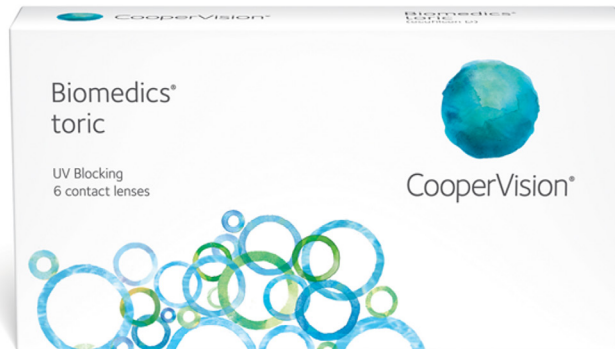 CooperVision®
Biomedics®
toric
Biomedics®
toric
UV Blocking
6 contact lenses
CooperVision®